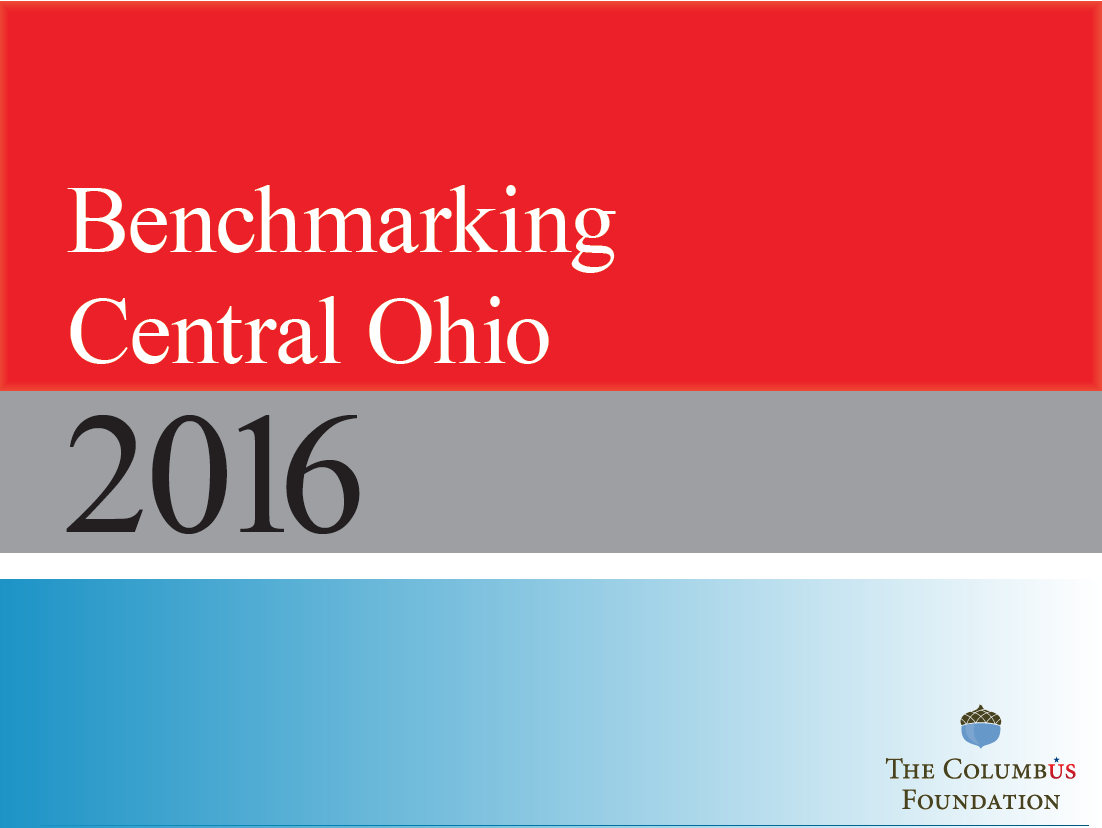 Benchmarking
Central Ohio
2016
THE COLUMBUS
FOUNDATION